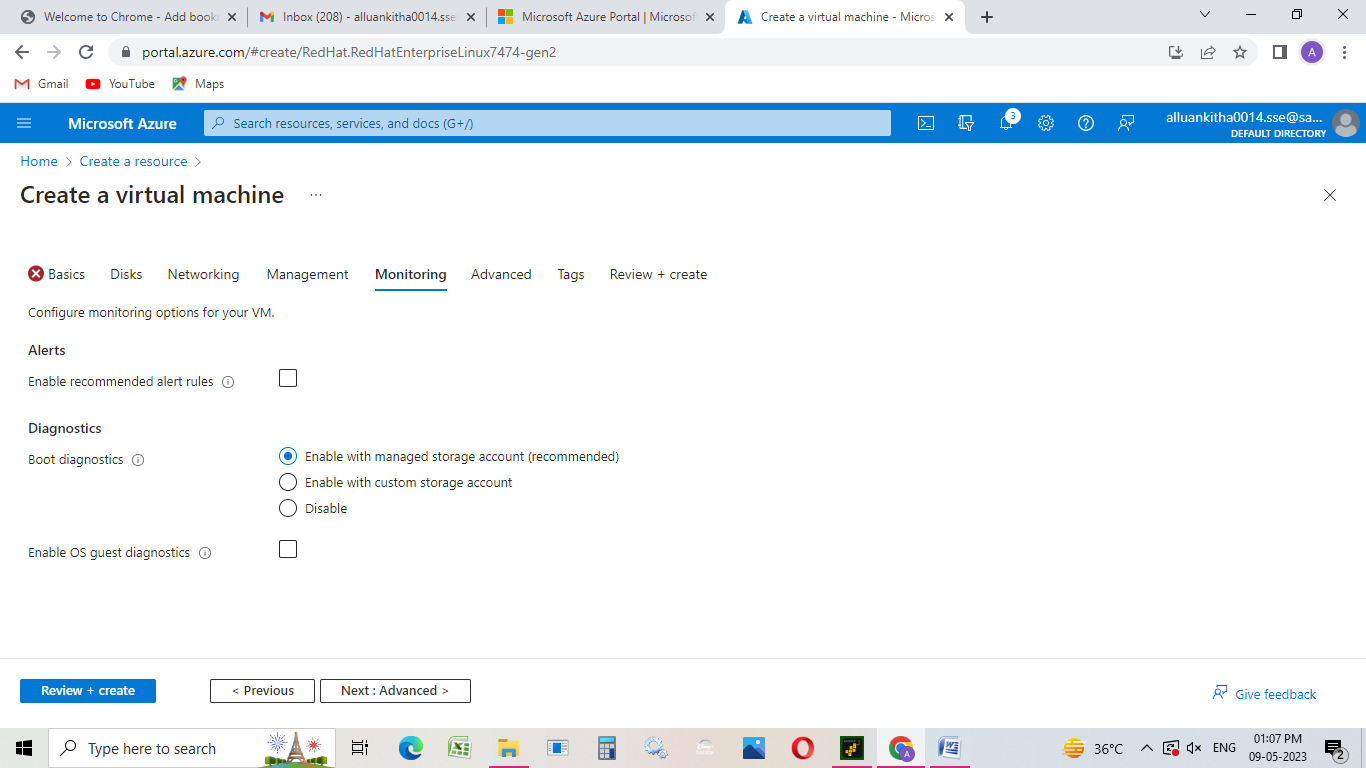 Welcome to Chrome - Add book
Inbox (208) - alluankitha0014.sse
Microsoft Azure Portal | Microsof
Create a virtual machine - Micros
A
portal.azure.com/#create/RedHat.RedHatEnterpriseLinux7474-gen2
Gmail
YouTube
Maps
Microsoft Azure
Search resources, services, and docs (G+/)
3
alluankitha0014.sse@sa...
DEFAULT DIRECTORY
Home > Create a resource >
Create a virtual machine ...
Basics
Disks
Networking
Management
Monitoring
Advanced
Tags
Review + create
Configure monitoring options for your VM.
Alerts
Enable recommended alert rules
Diagnostics
Boot diagnostics
Enable with managed storage account (recommended)
Enable with custom storage account
Disable
Enable OS guest diagnostics
Review + create
< Previous
Next : Advanced >
Give feedback
Type here to search
A
36°C
ENG
01:07 PM
09-05-2023
2